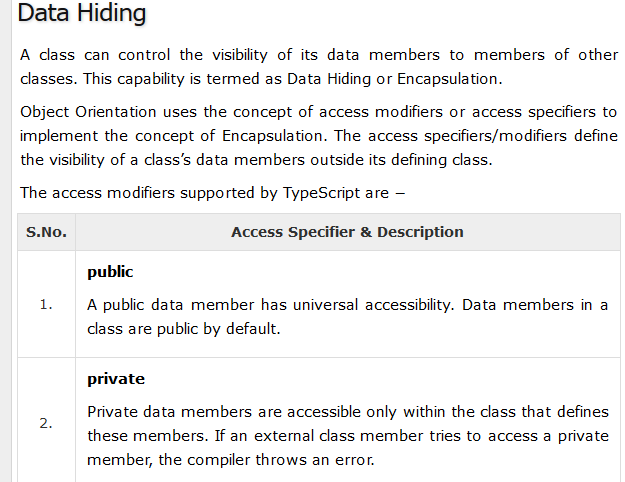 Data Hiding
A class can control the visibility of its data members to members of other
classes. This capability is termed as Data Hiding or Encapsulation.
Object Orientation uses the concept of access modifiers or access specifiers to
implement the concept of Encapsulation. The access specifiers/modifiers define
the visibility of a class’s data members outside its defining class.
The access modifiers supported by TypeScript are −
S.No. Access Specifier & Description
public
1. A public data member has universal accessibility. Data members in a
class are public by default.
private
2. Private data members are accessible only within the class that defines
these members. If an external class member tries to access a private
member, the compiler throws an error.